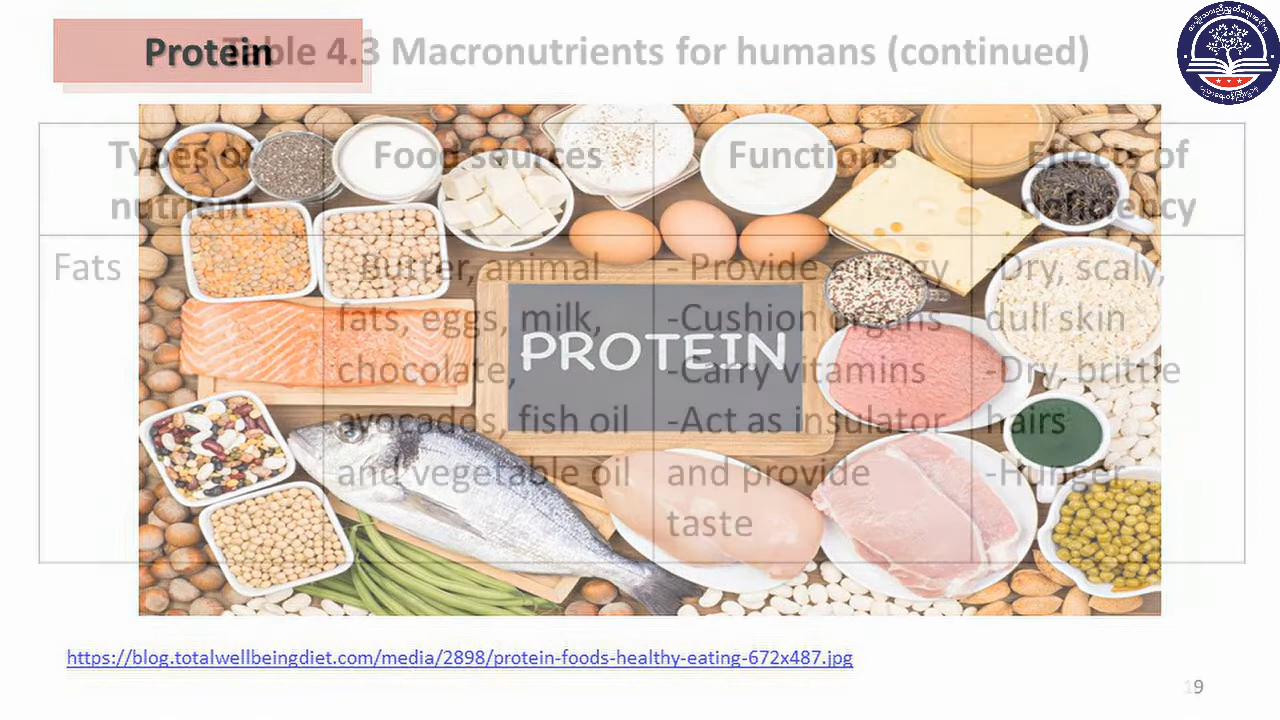 Protein
Table 4.3 Macronutrients for humans (continued)
Types of
nutrient
Food sources
Functions
Effects of
deficiency
Fats
Butter, animal
fats, eggs, milk,
chocolate,
avocados, fish oil
and vegetable oil
- Provide energy
-Cushion organs
-Carry vitamins
-Act as insulator
and provide
taste
-Dry, scaly,
dull skin
-Dry, brittle
hairs
-Hunger
PROTEIN
https://blog.totalwellbeingdiet.com/media/2898/protein-foods-healthy-eating-672x487.jpg
19